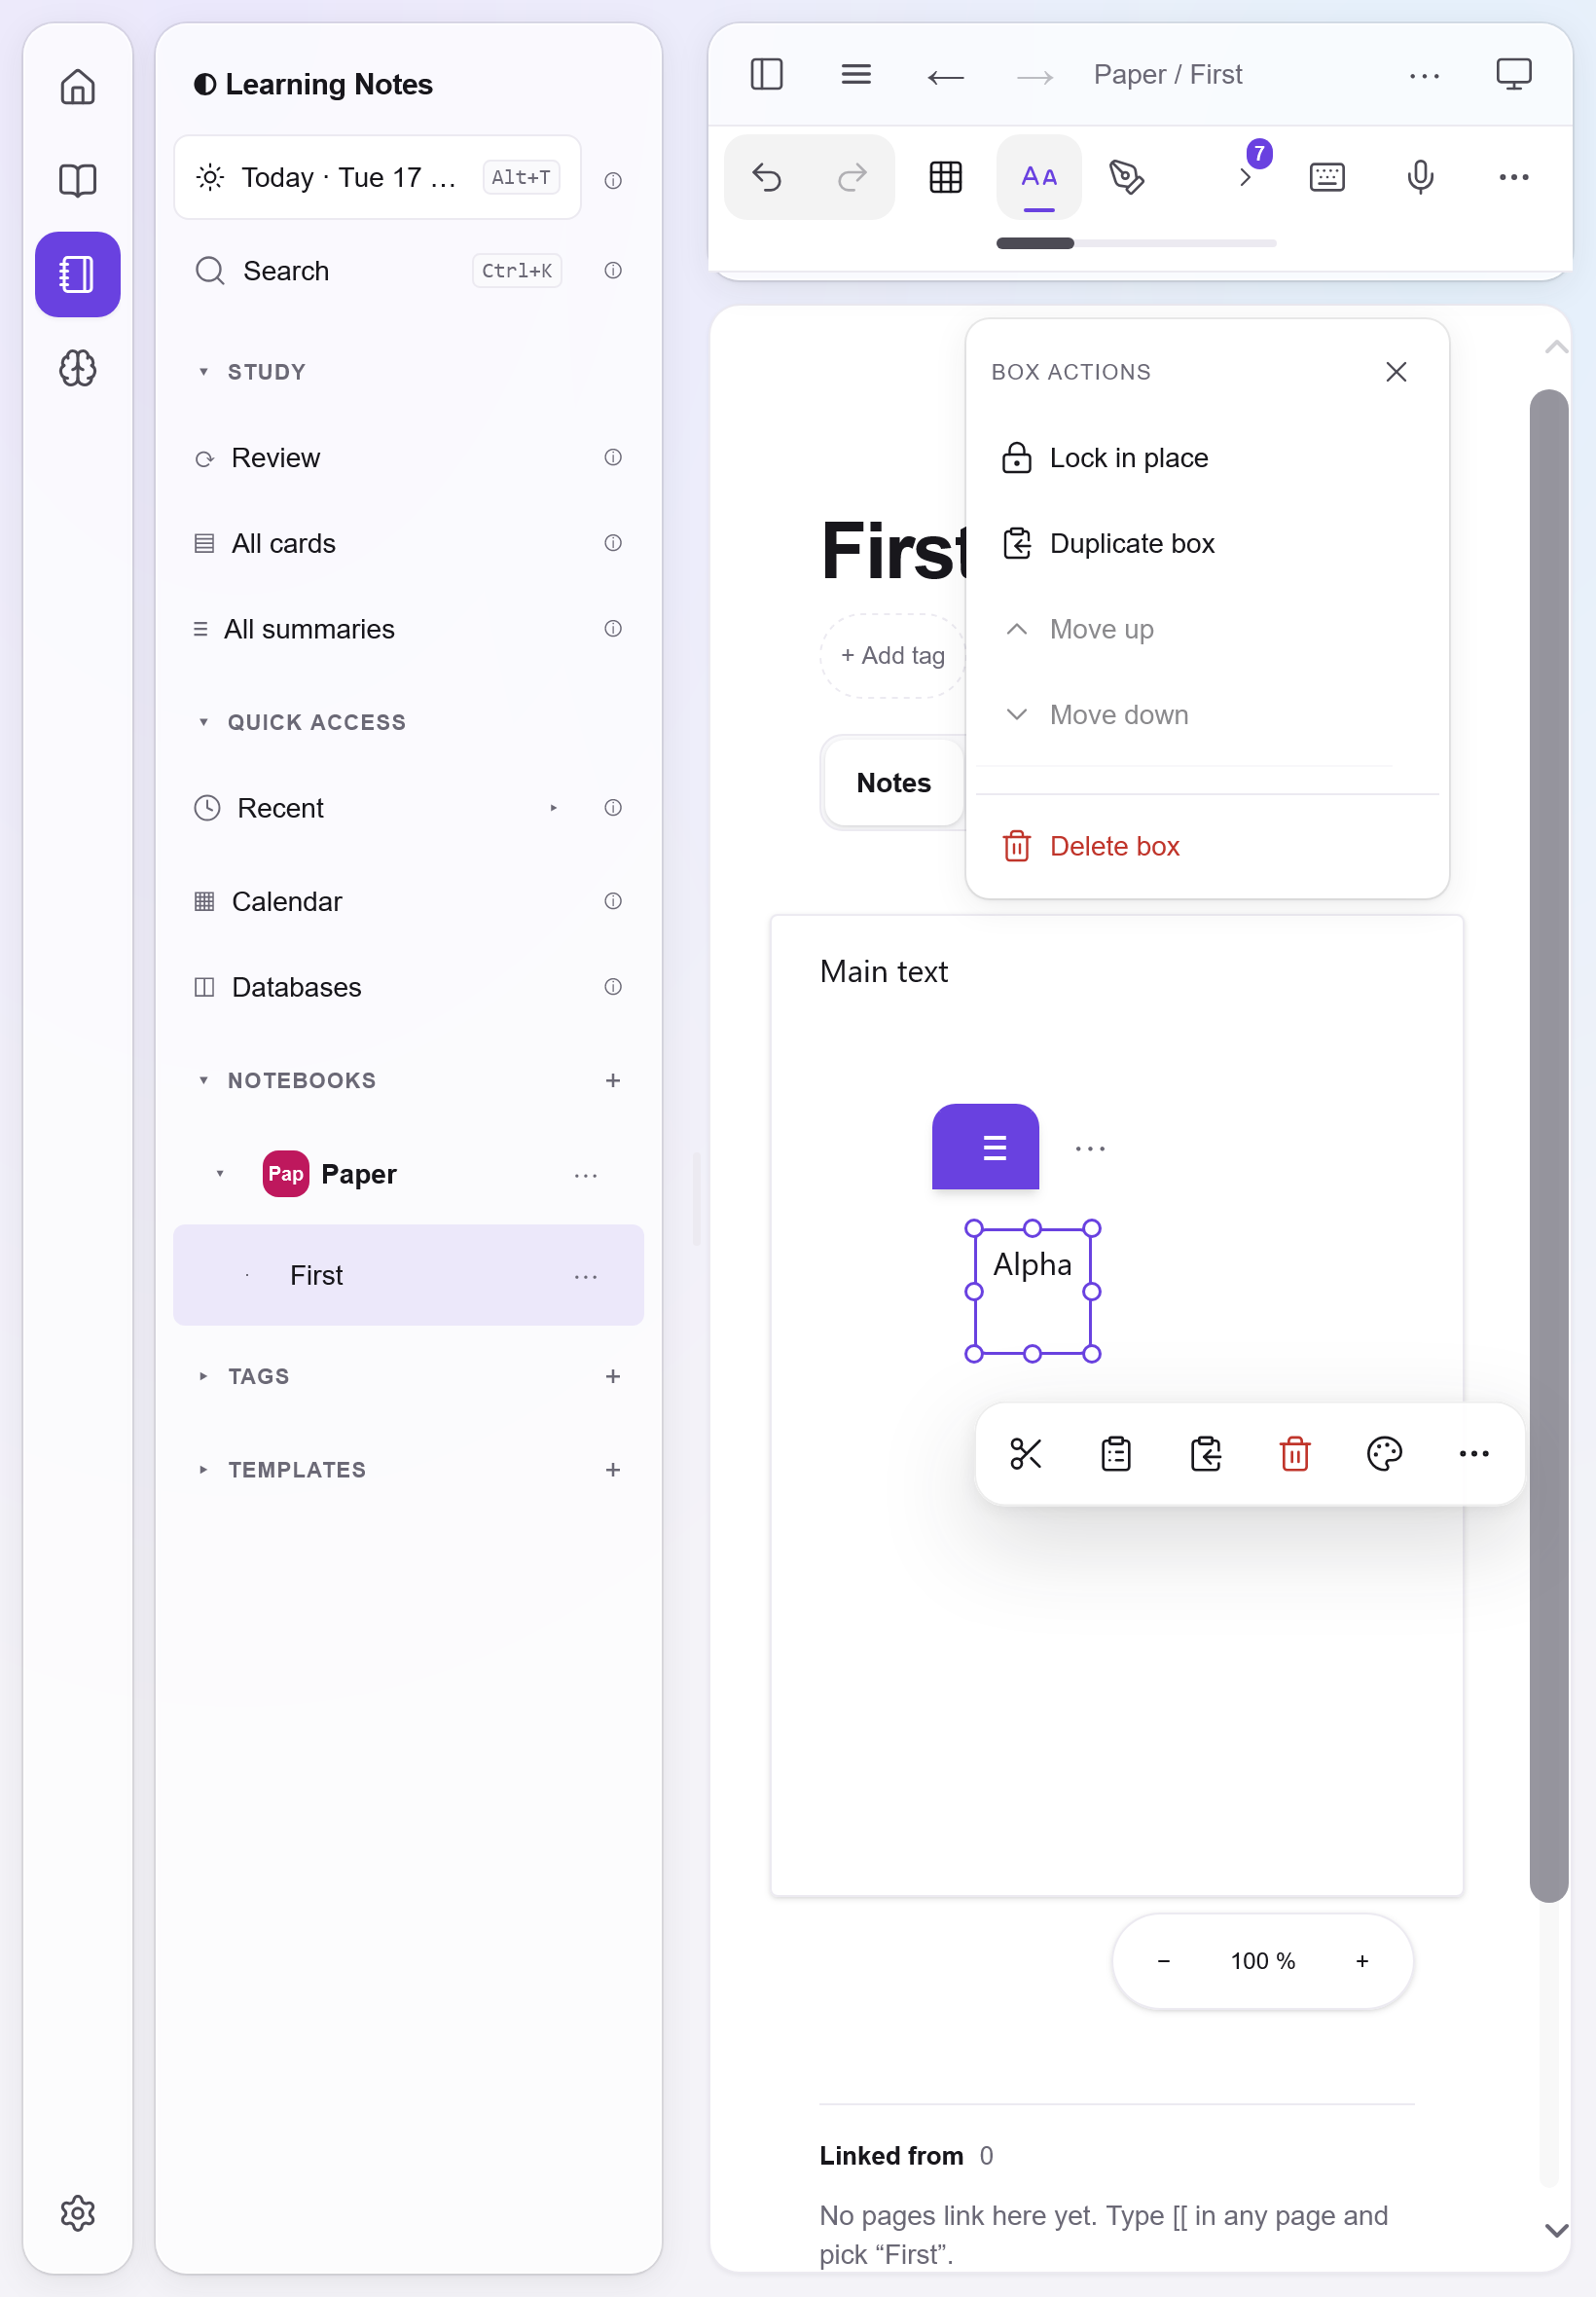 Learning Notes
Today · Tue 17 … Alt+T
Search Ctrl+K
STUDY
Review
All cards
All summaries
QUICK ACCESS
Recent
Calendar
Databases
NOTEBOOKS +
Pap Paper ...
First ...
TAGS +
TEMPLATES +
Paper / First
AA
7
BOX ACTIONS
Lock in place
Duplicate box
Move up
Move down
Delete box
First
+ Add tag
Notes
Main text
Alpha
− 100 % +
Linked from 0
No pages link here yet. Type [[ in any page and
pick “First”.